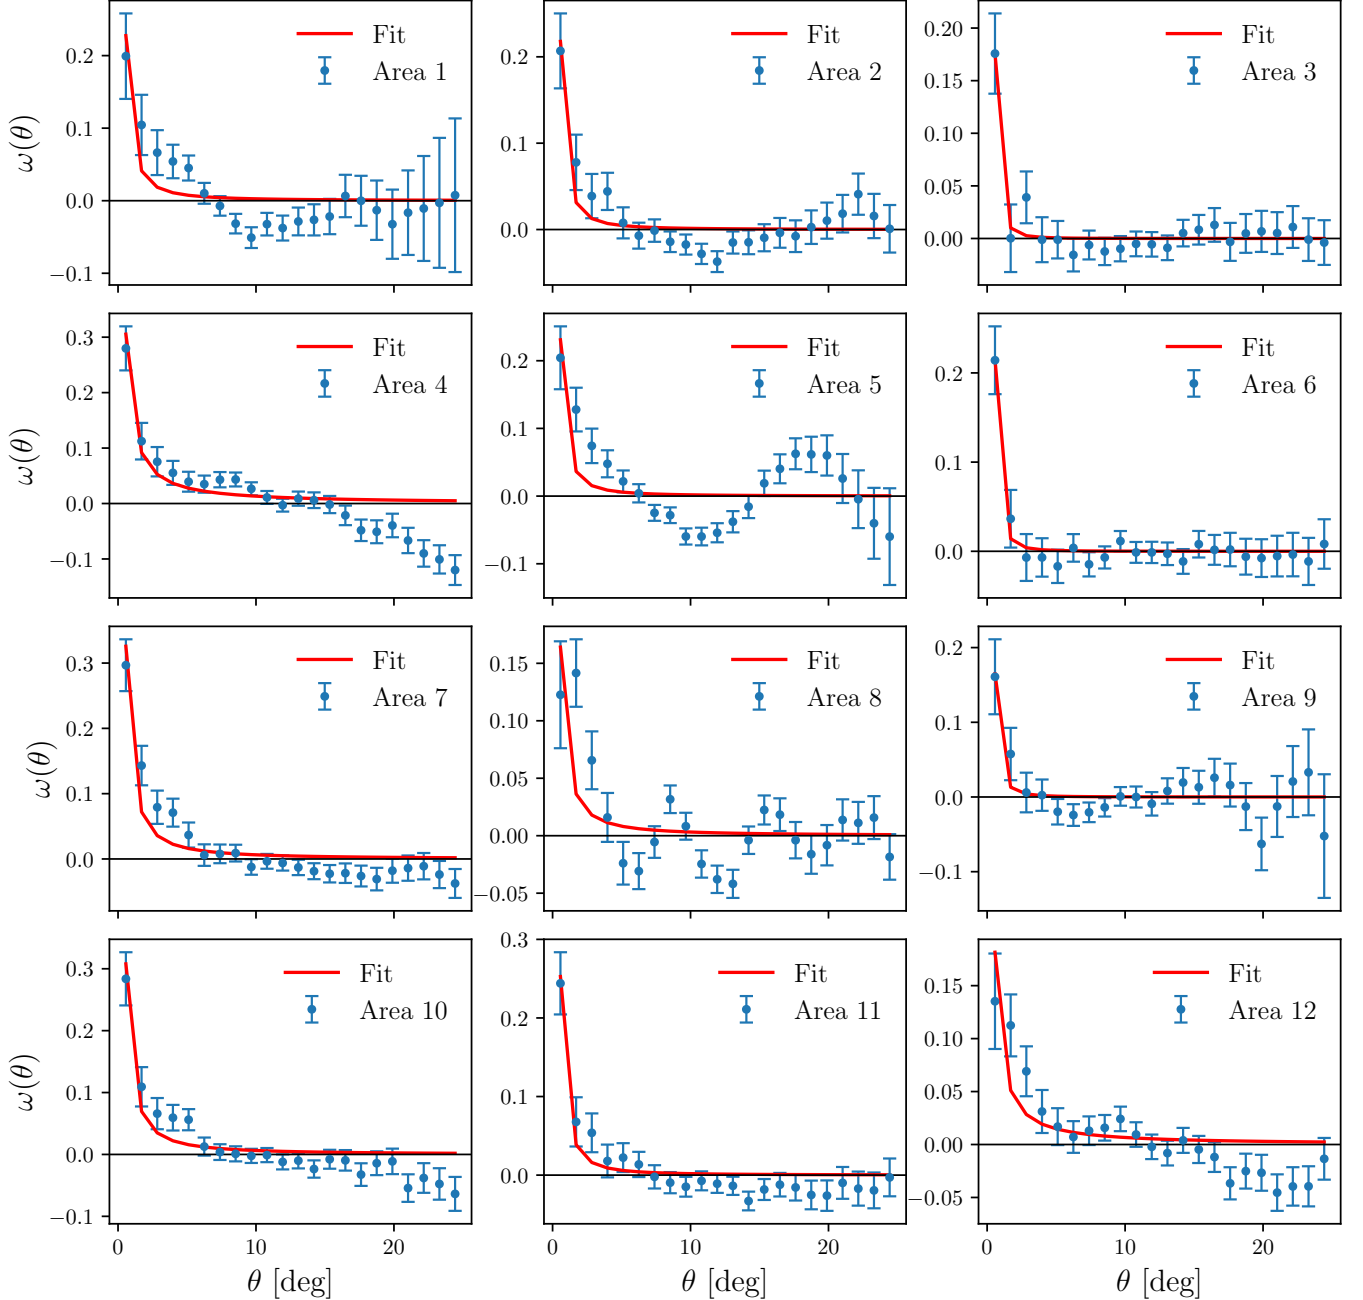 Fit
Area 1
0.2
0.1
0.0
−0.1
ω(θ)
Fit
Area 2
0.2
0.1
0.0
Fit
Area 3
0.20
0.15
0.10
0.05
0.00
Fit
Area 4
0.3
0.2
0.1
0.0
−0.1
ω(θ)
Fit
Area 5
0.2
0.1
0.0
−0.1
Fit
Area 6
0.2
0.1
0.0
Fit
Area 7
0.3
0.2
0.1
0.0
ω(θ)
Fit
Area 8
0.15
0.10
0.05
0.00
−0.05
Fit
Area 9
0.2
0.1
0.0
−0.1
Fit
Area 10
0.3
0.2
0.1
0.0
−0.1
ω(θ)
0 10 20
θ [deg]
Fit
Area 11
0.3
0.2
0.1
0.0
0 10 20
θ [deg]
Fit
Area 12
0.15
0.10
0.05
0.00
−0.05
0 10 20
θ [deg]